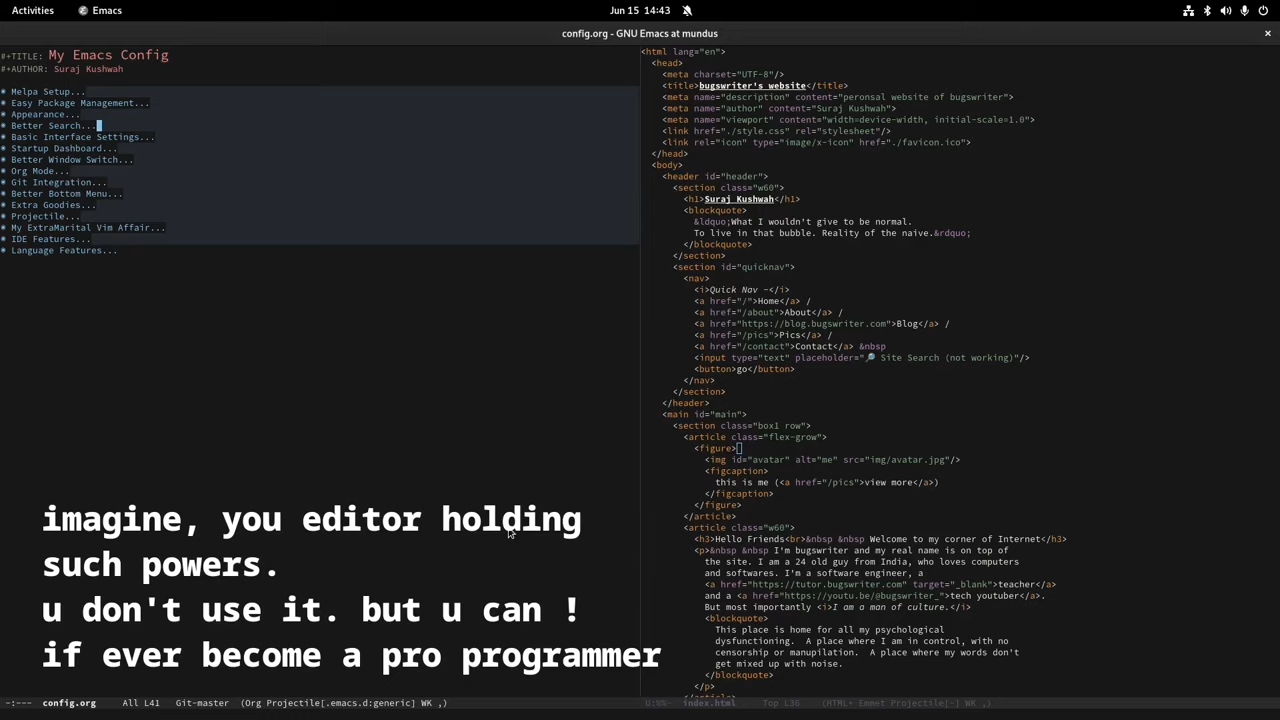 Activities
Emacs
Jun 15 14:43
config.org - GNU Emacs at mundus
#+TITLE: My Emacs Config
#+AUTHOR: Suraj Kushwah
Melpa Setup...
Easy Package Management...
Appearance...
Better Search...
Basic Interface Settings...
Startup Dashboard...
Better Window Switch...
Org Mode...
Git Integration...
Better Bottom Menu...
Extra Goodies...
Projectile...
My ExtraMarital Vim Affair...
IDE Features...
Language Features...
imagine, you editor holding
such powers.
u don't use it. but u can !
if ever become a pro programmer
-:--- config.org All L41 Git-master (Org Projectile[.emacs.d:generic] WK ,)
<html lang="en">
<head>
<meta charset="UTF-8"/>
<title>bugswriter's website</title>
<meta name="description" content="peronsal website of bugswriter"/>
<meta name="author" content="Suraj Kushwah"/>
<meta name="viewport" content="width=device-width, initial-scale=1.0"/>
<link href="./style.css" rel="stylesheet"/>
<link rel="icon" type="image/x-icon" href="./favicon.ico"/>
</head>
<body>
<header id="header">
<section class="w60">
<h1>Suraj Kushwah</h1>
<blockquote>
&ldquo;What I wouldn't give to be normal.
To live in that bubble. Reality of the naive.&rdquo;
</blockquote>
</section>
<section id="quicknav">
<nav>
<i>Quick Nav -</i>
<a href="/">Home</a> /
<a href="/about">About</a> /
<a href="https://blog.bugswriter.com">Blog</a> /
<a href="/pics">Pics</a> /
<a href="/contact">Contact</a> &nbsp
<input type="text" placeholder="🔎 Site Search (not working)"/>
<button>go</button>
</nav>
</section>
</header>
<main id="main">
<section class="box1 row">
<article class="flex-grow">
<figure>
<img id="avatar" alt="me" src="img/avatar.jpg"/>
<figcaption>
this is me (<a href="/pics">view more</a>)
</figcaption>
</figure>
</article>
<article class="w60">
<h3>Hello Friends<br>&nbsp &nbsp Welcome to my corner of Internet</h3>
<p>&nbsp &nbsp I'm bugswriter and my real name is on top of
the site. I am a 24 old guy from India, who loves computers
and softwares. I'm a software engineer, a
<a href="https://tutor.bugswriter.com" target="_blank">teacher</a>
and a <a href="https://youtu.be/@bugswriter_">tech youtuber</a>.
But most importantly <i>I am a man of culture.</i>
<blockquote>
This place is home for all my psychological
dysfunctioning. A place where I am in control, with no
censorship or manupilation. A place where my words don't
get mixed up with noise.
</blockquote>
</p>
U:%%- index.html Top L36 (HTML+ Emmet Projectile[-] WK ,)